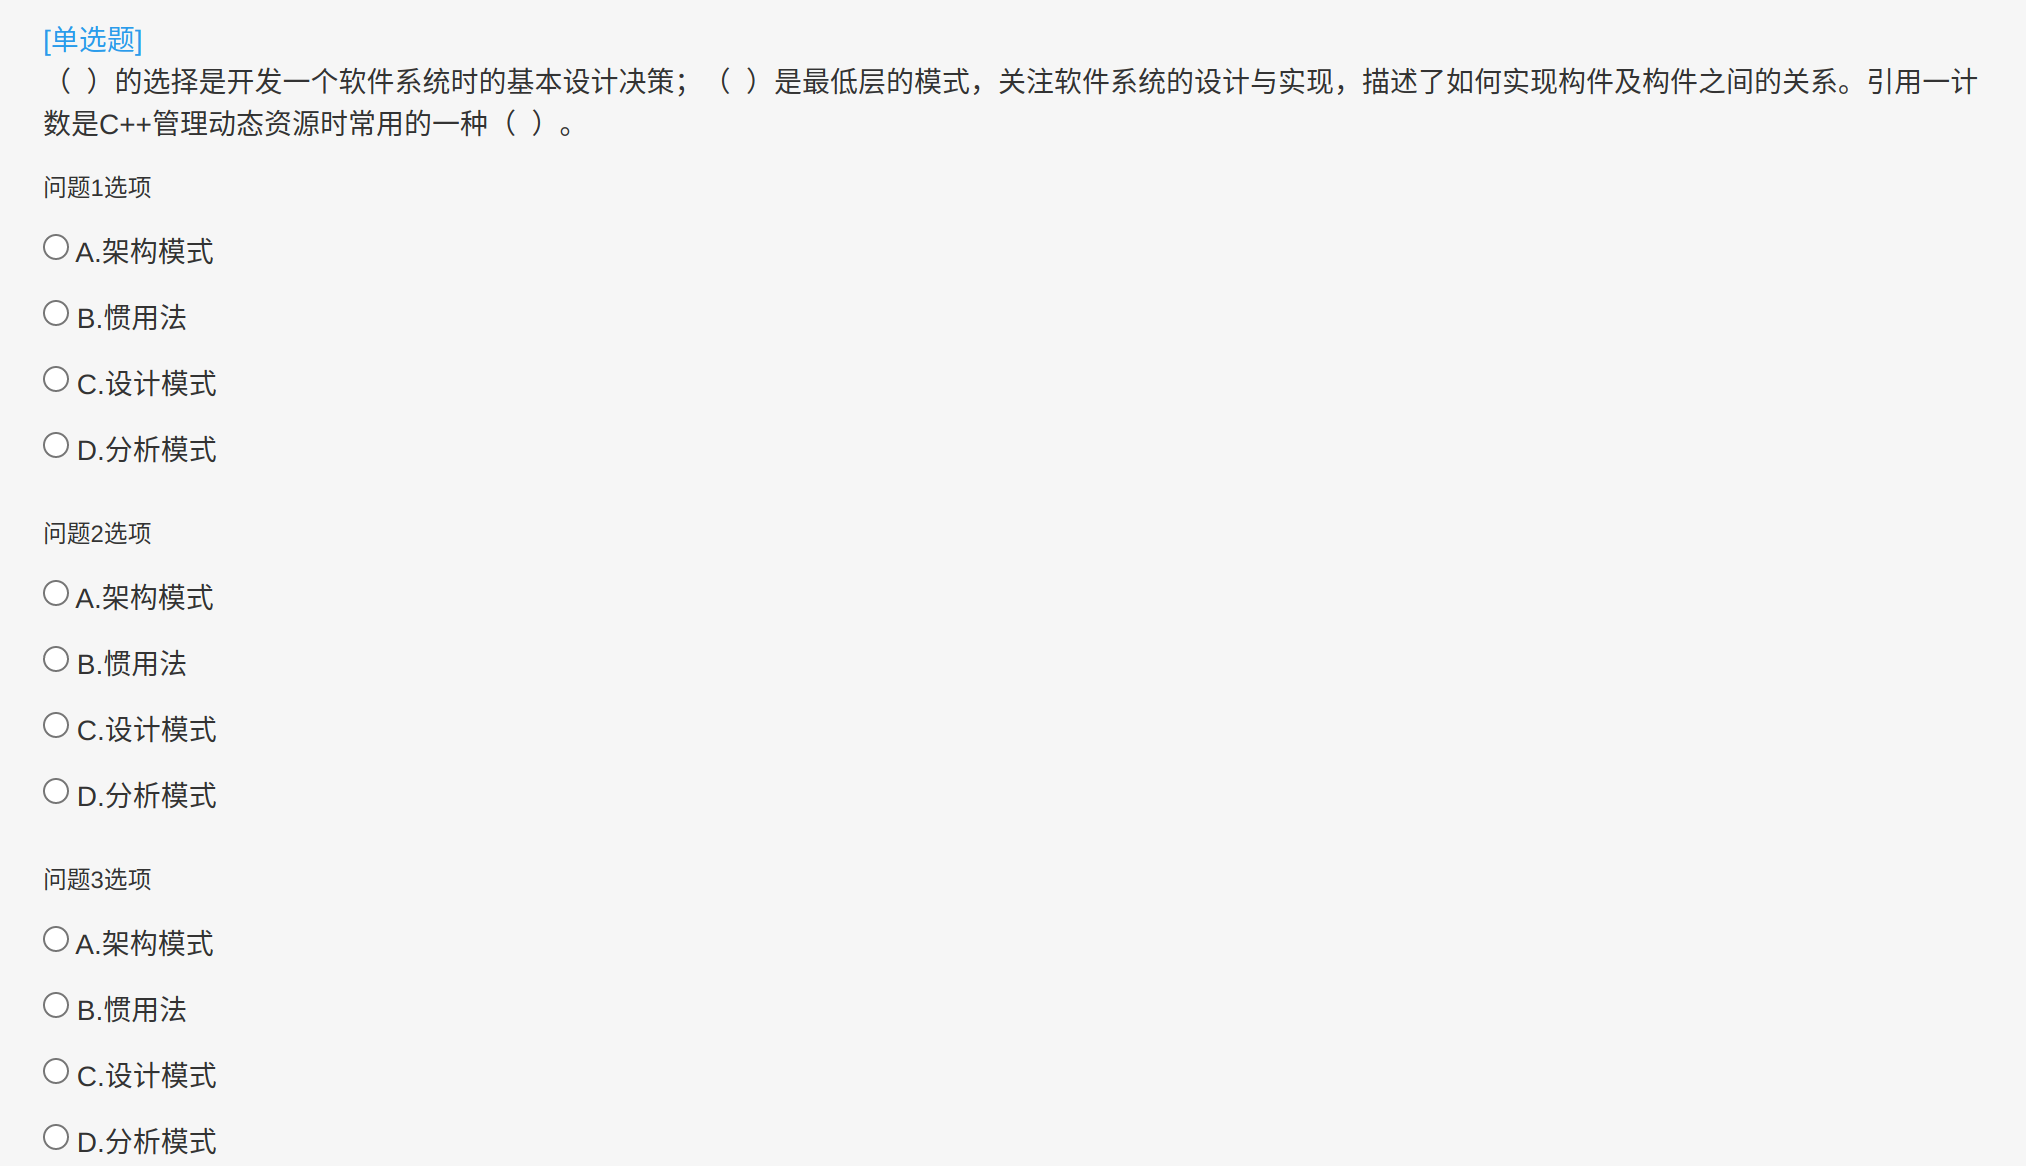 [单选题]
（  ）的选择是开发一个软件系统时的基本设计决策；（  ）是最低层的模式，关注软件系统的设计与实现，描述了如何实现构件及构件之间的关系。引用一计
数是C++管理动态资源时常用的一种（  ）。
问题1选项
A.架构模式
B.惯用法
C.设计模式
D.分析模式
问题2选项
A.架构模式
B.惯用法
C.设计模式
D.分析模式
问题3选项
A.架构模式
B.惯用法
C.设计模式
D.分析模式